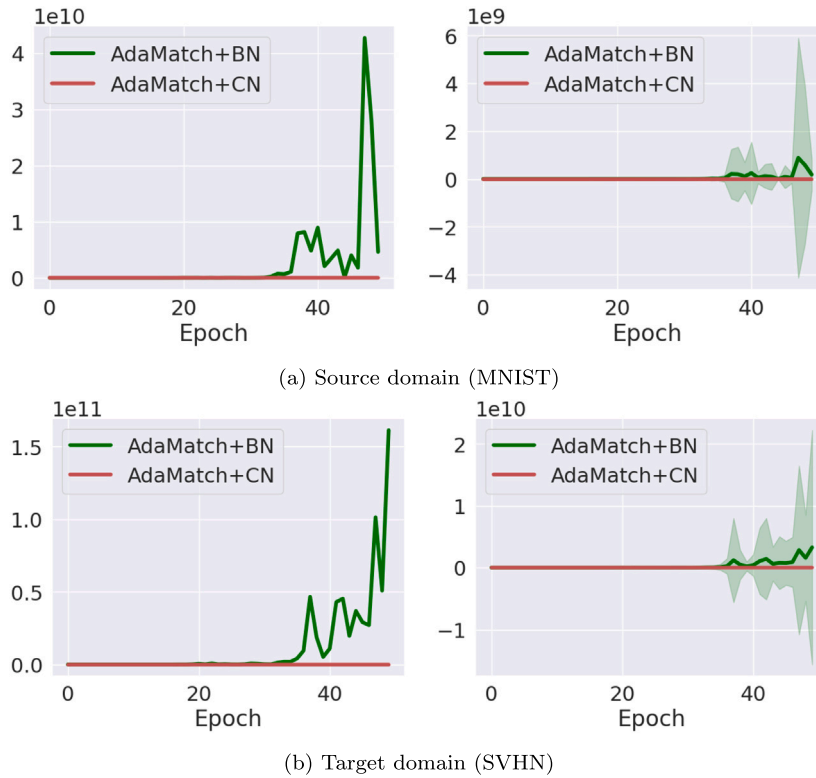 1e10
AdaMatch+BN
AdaMatch+CN
4
3
2
1
0
0 20 40
Epoch
1e9
AdaMatch+BN
AdaMatch+CN
6
4
2
0
−2
−4
0 20 40
Epoch
(a) Source domain (MNIST)
1e11
AdaMatch+BN
AdaMatch+CN
1.5
1.0
0.5
0.0
0 20 40
Epoch
1e10
AdaMatch+BN
AdaMatch+CN
2
1
0
−1
0 20 40
Epoch
(b) Target domain (SVHN)